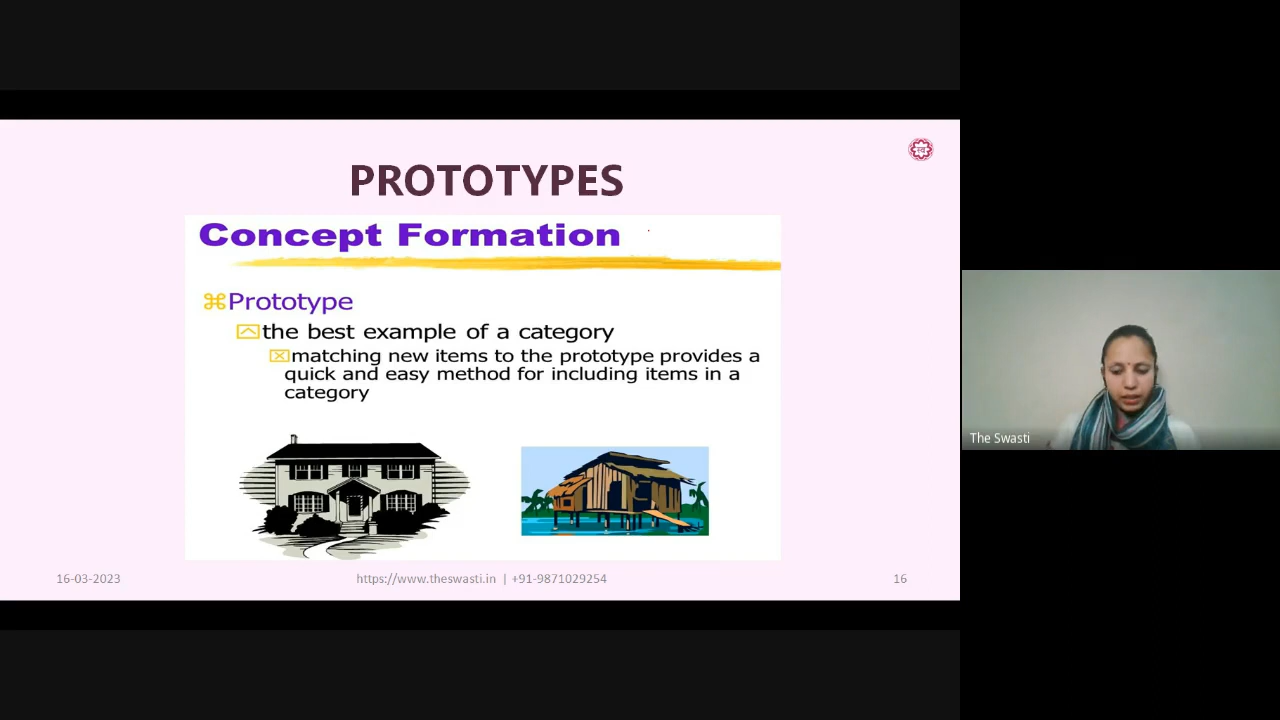 PROTOTYPES
Concept Formation
Prototype
the best example of a category
matching new items to the prototype provides a
quick and easy method for including items in a
category
The Swasti
16-03-2023
https://www.theswasti.in | +91-9871029254
16